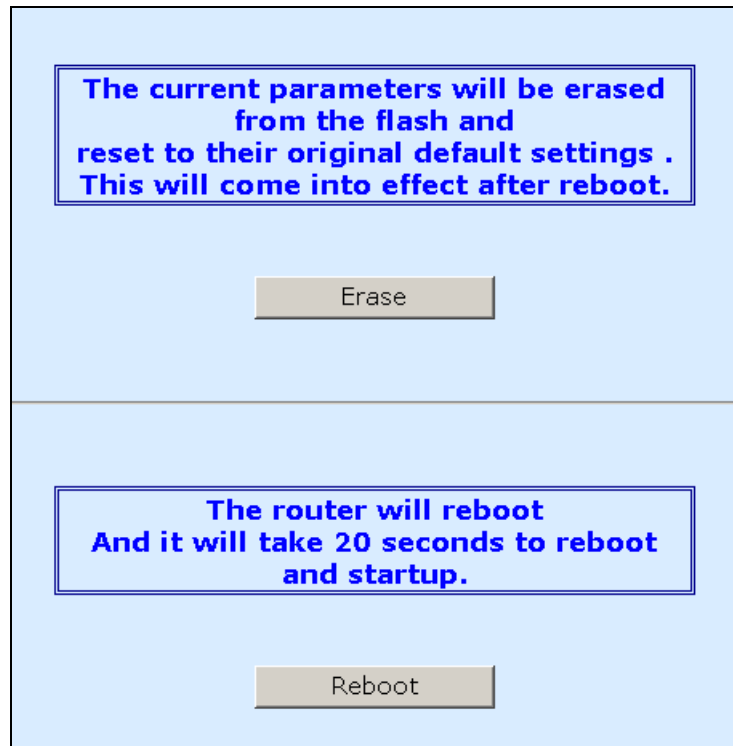 The current parameters will be erased
from the flash and
reset to their original default settings .
This will come into effect after reboot.
Erase
The router will reboot
And it will take 20 seconds to reboot
and startup.
Reboot